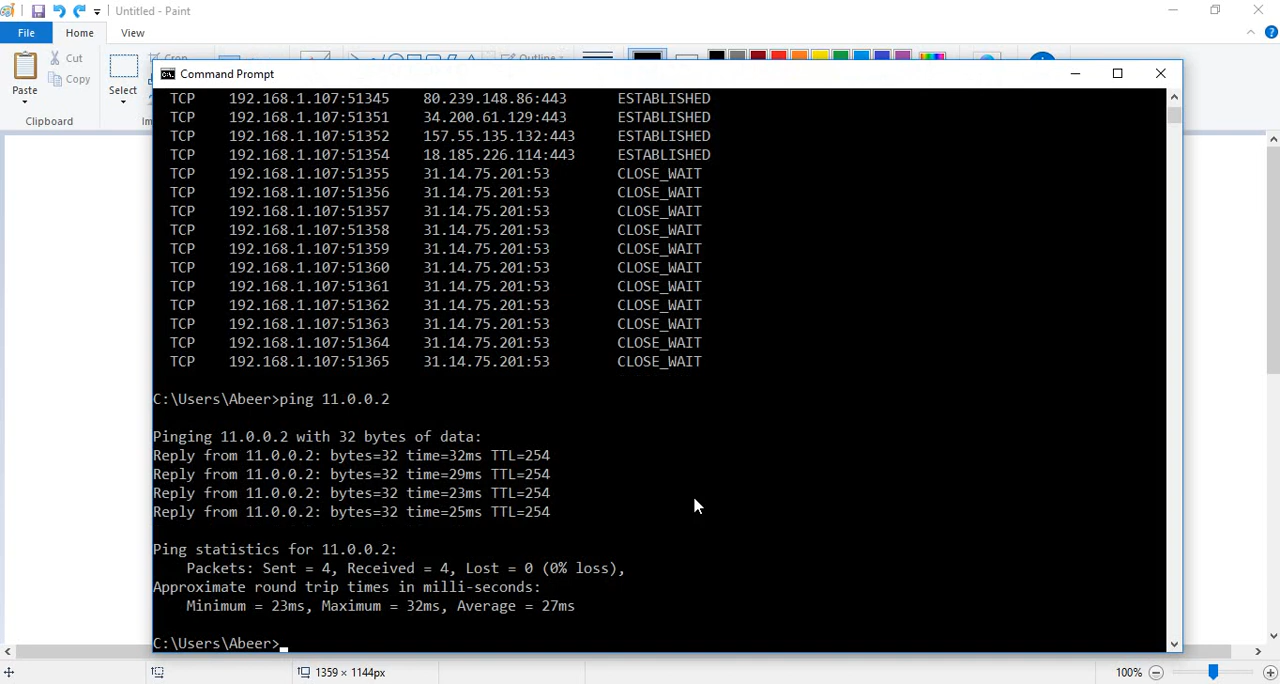 Untitled - Paint
File Home View
Cut
Copy
Paste
Select
Crop
Outline
Clipboard
Im
Command Prompt
TCP 192.168.1.107:51345 80.239.148.86:443 ESTABLISHED
TCP 192.168.1.107:51351 34.200.61.129:443 ESTABLISHED
TCP 192.168.1.107:51352 157.55.135.132:443 ESTABLISHED
TCP 192.168.1.107:51354 18.185.226.114:443 ESTABLISHED
TCP 192.168.1.107:51355 31.14.75.201:53 CLOSE_WAIT
TCP 192.168.1.107:51356 31.14.75.201:53 CLOSE_WAIT
TCP 192.168.1.107:51357 31.14.75.201:53 CLOSE_WAIT
TCP 192.168.1.107:51358 31.14.75.201:53 CLOSE_WAIT
TCP 192.168.1.107:51359 31.14.75.201:53 CLOSE_WAIT
TCP 192.168.1.107:51360 31.14.75.201:53 CLOSE_WAIT
TCP 192.168.1.107:51361 31.14.75.201:53 CLOSE_WAIT
TCP 192.168.1.107:51362 31.14.75.201:53 CLOSE_WAIT
TCP 192.168.1.107:51363 31.14.75.201:53 CLOSE_WAIT
TCP 192.168.1.107:51364 31.14.75.201:53 CLOSE_WAIT
TCP 192.168.1.107:51365 31.14.75.201:53 CLOSE_WAIT
C:\Users\Abeer>ping 11.0.0.2
Pinging 11.0.0.2 with 32 bytes of data:
Reply from 11.0.0.2: bytes=32 time=32ms TTL=254
Reply from 11.0.0.2: bytes=32 time=29ms TTL=254
Reply from 11.0.0.2: bytes=32 time=23ms TTL=254
Reply from 11.0.0.2: bytes=32 time=25ms TTL=254
Ping statistics for 11.0.0.2:
Packets: Sent = 4, Received = 4, Lost = 0 (0% loss),
Approximate round trip times in milli-seconds:
Minimum = 23ms, Maximum = 32ms, Average = 27ms
C:\Users\Abeer>_
1359 × 1144px
100%